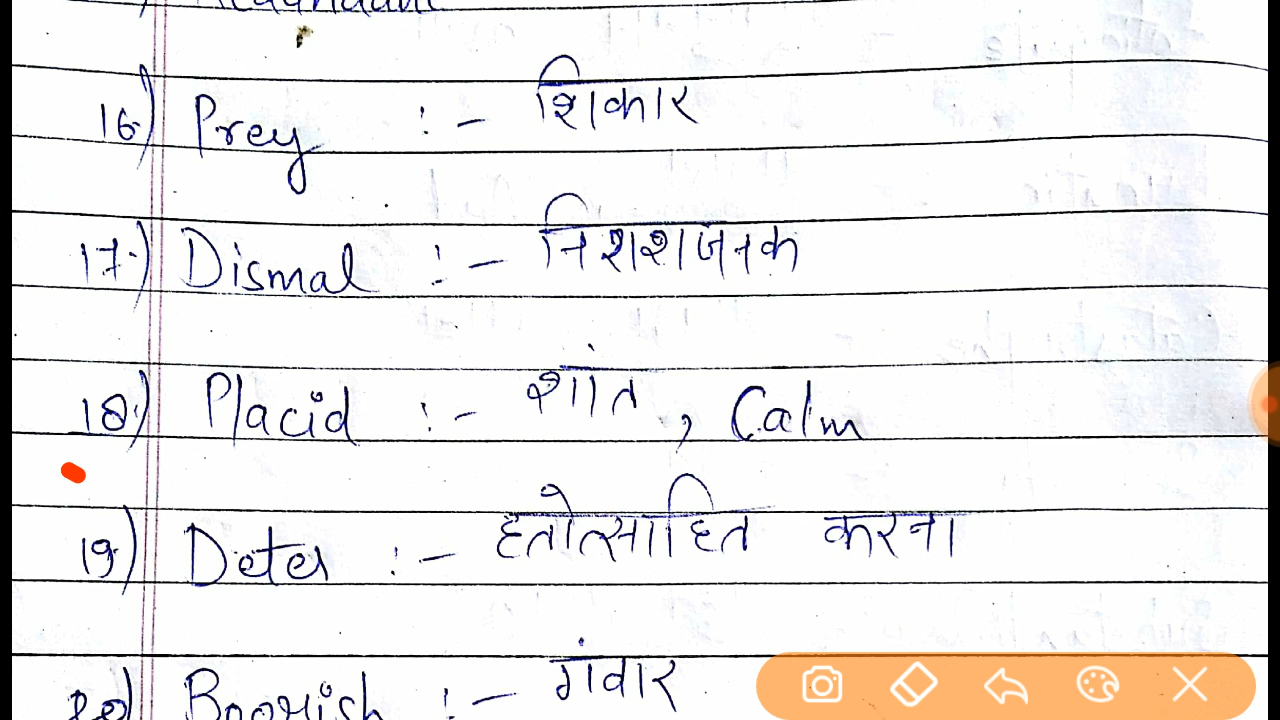 16) Prey :- शिकार
17) Dismal :- निराशाजनक
18) Placid :- शांत, Calm
19) Deter :- हतोत्साहित करना
20) Boorish :- गंवार